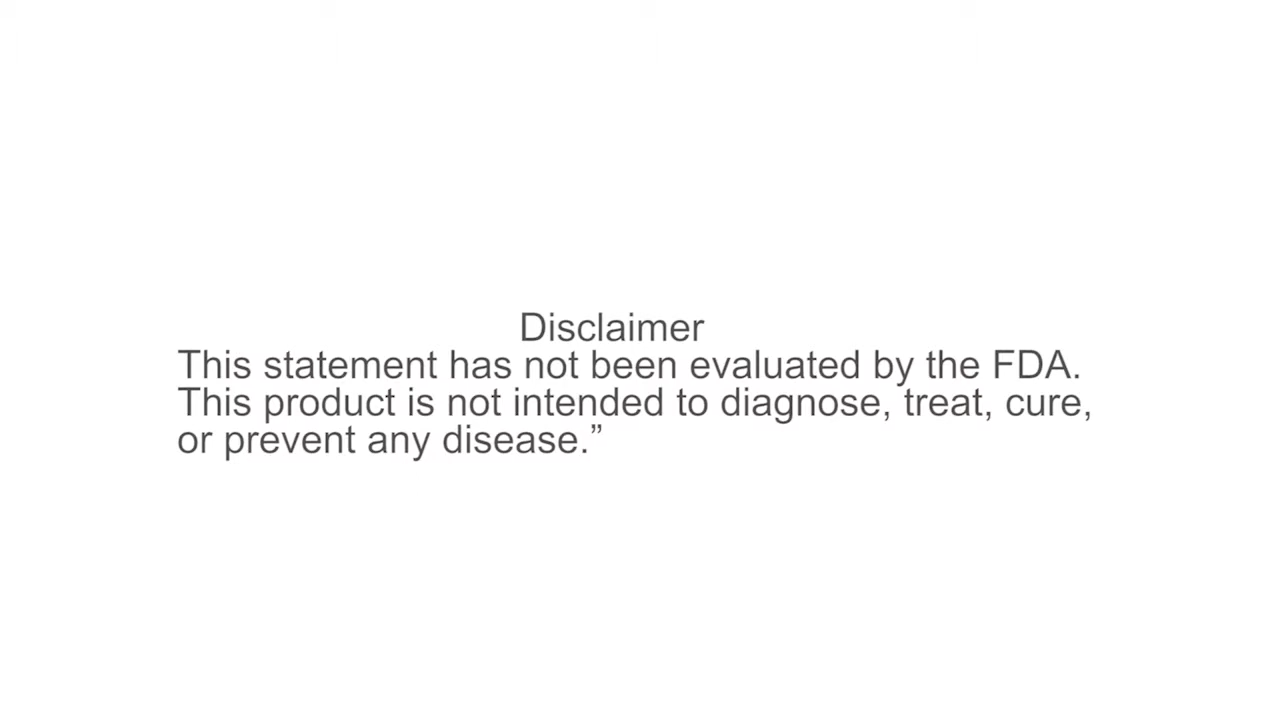 Disclaimer
This statement has not been evaluated by the FDA.
This product is not intended to diagnose, treat, cure,
or prevent any disease.”